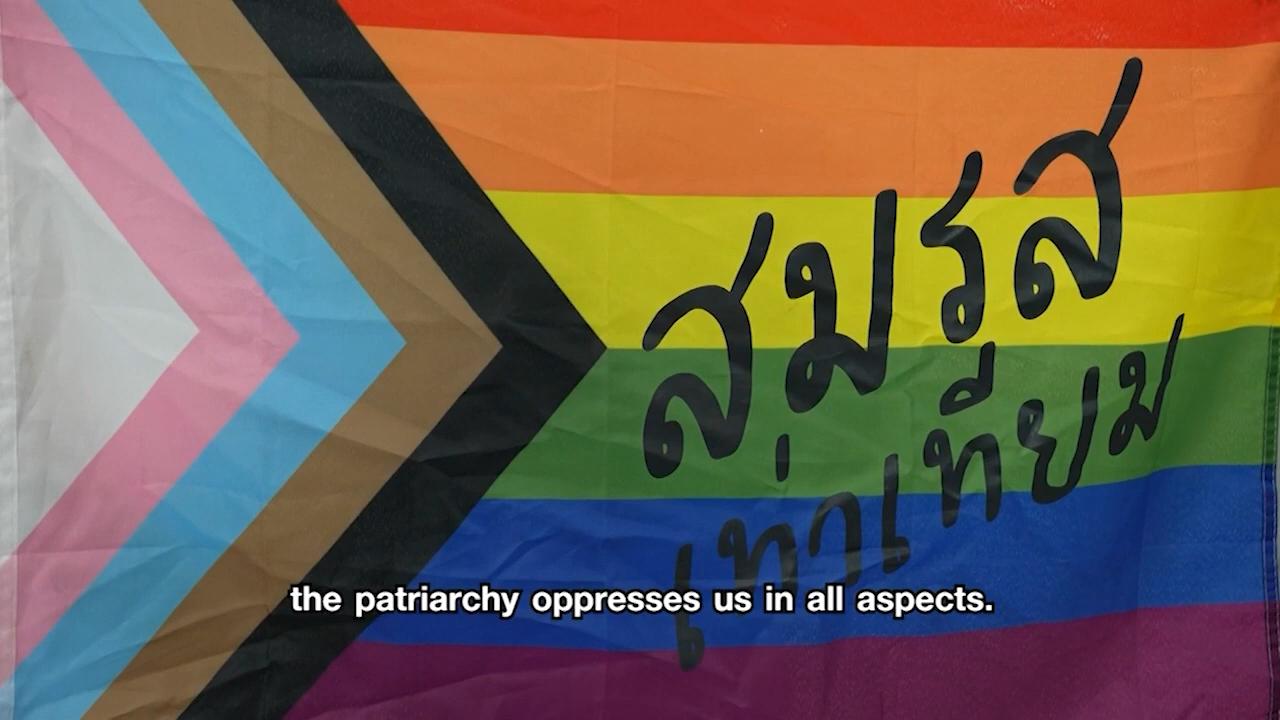 สมรส
เท่าเทียม
the patriarchy oppresses us in all aspects.